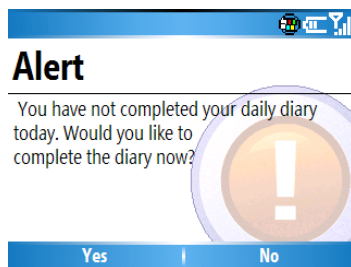 Alert
You have not completed your daily diary
today. Would you like to
complete the diary now?
Yes No